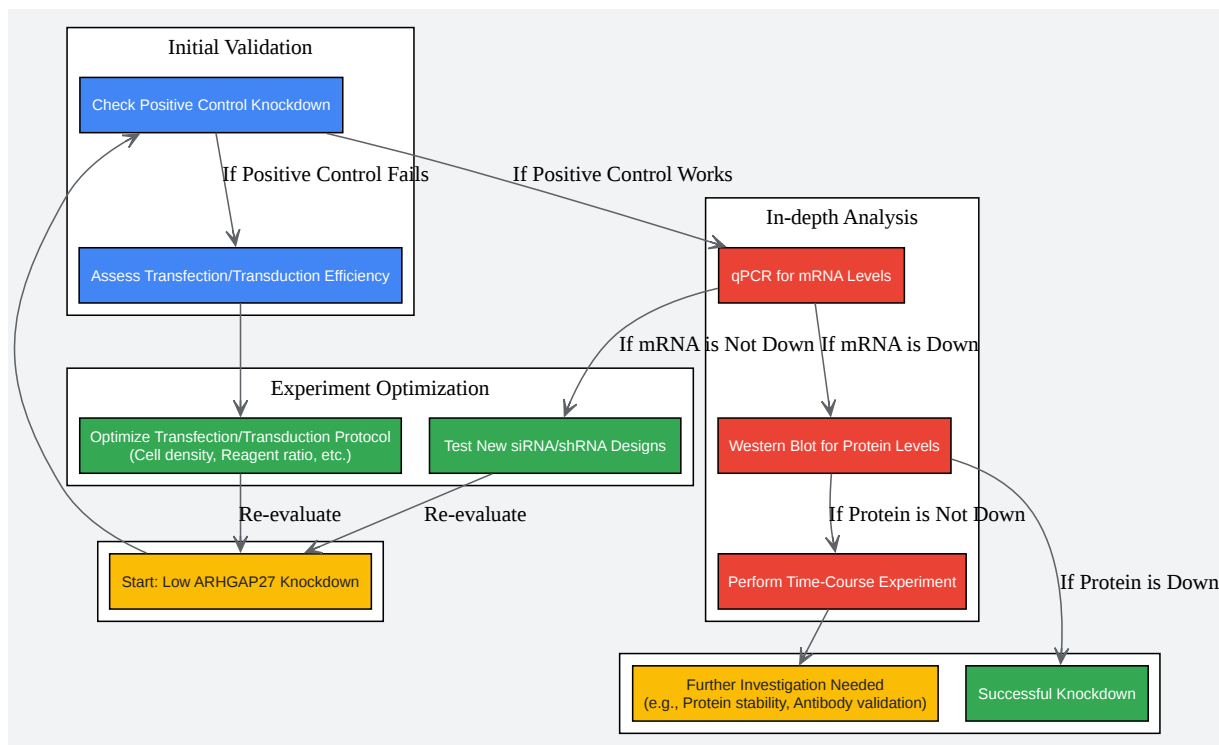 Initial Validation
Check Positive Control Knockdown
If Positive Control Fails
If Positive Control Works
Assess Transfection/Transduction Efficiency
In-depth Analysis
qPCR for mRNA Levels
If mRNA is Not Down
If mRNA is Down
Experiment Optimization
Optimize Transfection/Transduction Protocol
(Cell density, Reagent ratio, etc.)
Test New siRNA/shRNA Designs
Western Blot for Protein Levels
Re-evaluate
Re-evaluate
If Protein is Not Down
Start: Low ARHGAP27 Knockdown
Perform Time-Course Experiment
If Protein is Down
Further Investigation Needed
(e.g., Protein stability, Antibody validation)
Successful Knockdown